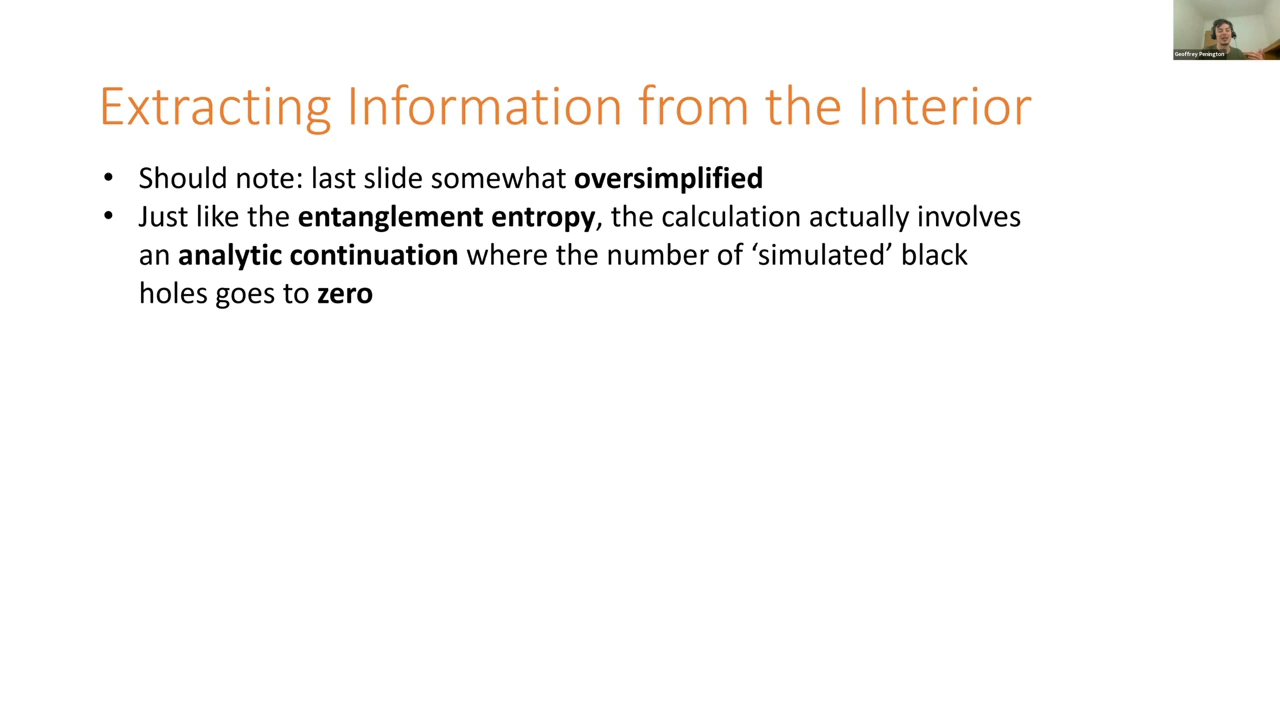 Geoffrey Penington
Extracting Information from the Interior
• Should note: last slide somewhat oversimplified
• Just like the entanglement entropy, the calculation actually involves
an analytic continuation where the number of ‘simulated’ black
holes goes to zero